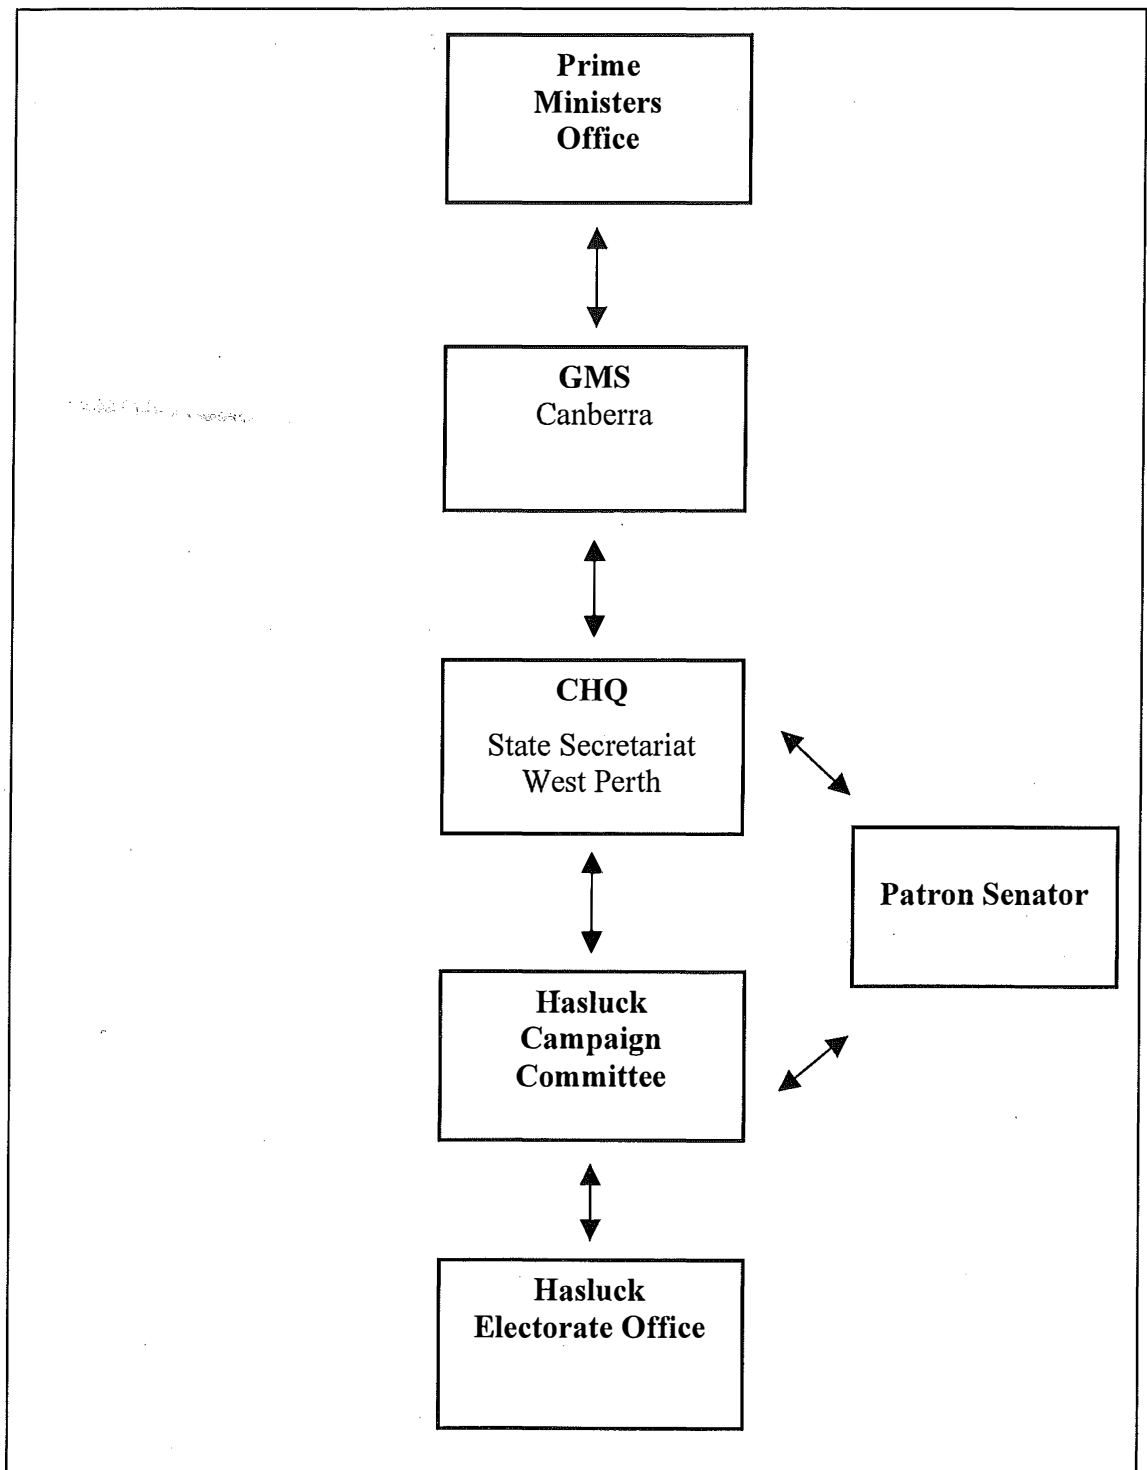 Prime
Ministers
Office
GMS
Canberra
CHQ
State Secretariat
West Perth
Patron Senator
Hasluck
Campaign
Committee
Hasluck
Electorate Office